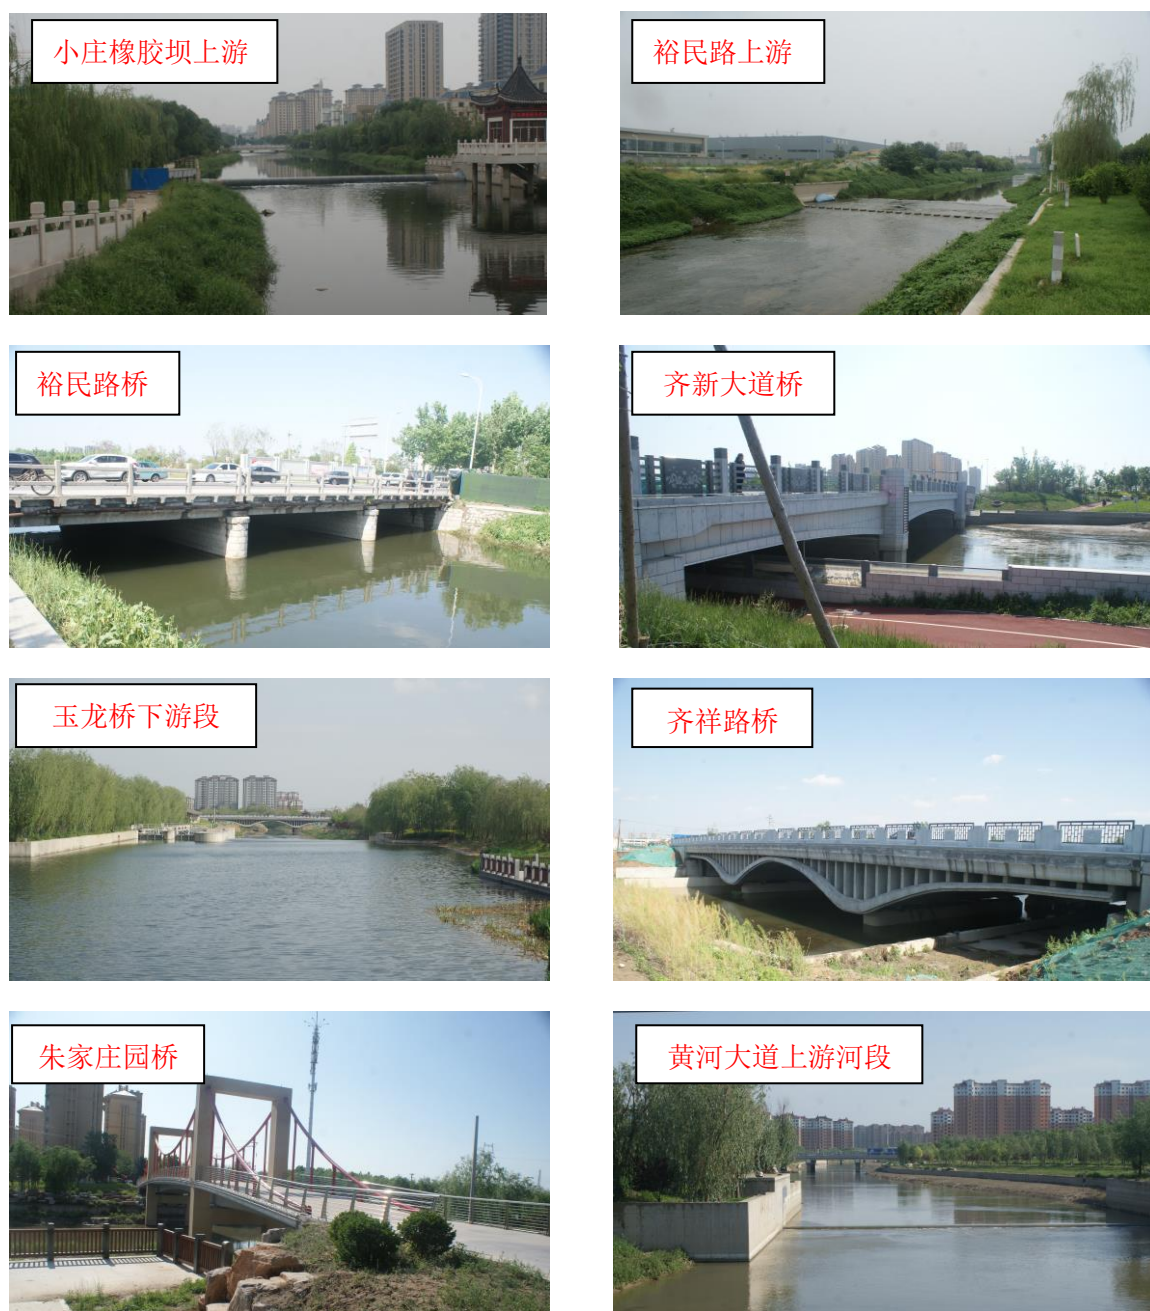 小庄橡胶坝上游
裕民路上游
裕民路桥
齐新大道桥
玉龙桥下游段
齐祥路桥
朱家庄园桥
黄河大道上游河段